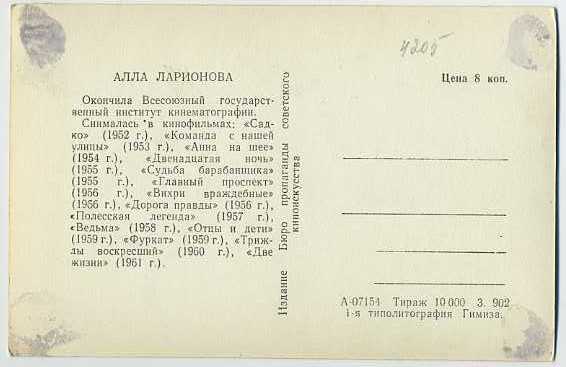 4205
АЛЛА ЛАРИОНОВА
Цена 8 коп.
Окончила Всесоюзный государст-
венный институт кинематографии.
Снималась в кинофильмах: «Сад-
ко» (1952 г.), «Команда с нашей
улицы» (1953 г.), «Анна на шее»
(1954 г.), «Двенадцатая ночь»
(1955 г.), «Судьба барабанщика»
(1955 г.), «Главный проспект»
(1956 г.), «Вихри враждебные»
(1956 г.), «Дорога правды» (1956 г.),
«Полесская легенда» (1957 г.),
«Ведьма» (1958 г.), «Отцы и дети»
(1959 г.), «Фуркат» (1959 г.), «Триж-
лы воскресший» (1960 г.), «Две
жизни» (1961 г.).
Издание Бюро пропаганды советского
киноискусства
А-07154 Тираж 10 000 З. 902
1-я типолитография Гимиза.